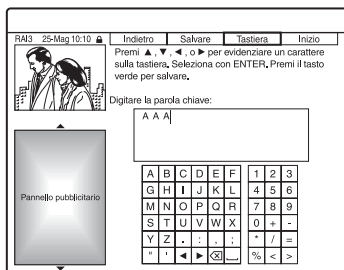 RAI3 25-Mag 10:10
Indietro Salvare Tastiera Inizio
Premi ▲, ▼, ◄, o ► per evidenziare un carattere
sulla tastiera. Seleziona con ENTER. Premi il tasto
verde per salvare.
Digitare la parola chiave:
A A A
Pannello pubblicitario
A B C D E F 1 2 3
G H I J K L 4 5 6
M N O P Q R 7 8 9
S T U V W X 0 + -
Y Z . : , ; * / =
" ' ◄ ► ⌫ ⎵ % < >